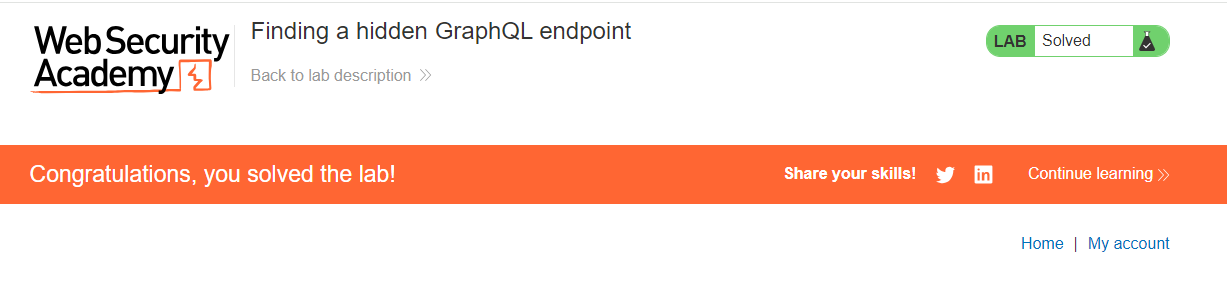 Web Security
Academy
Finding a hidden GraphQL endpoint
Back to lab description
LAB Solved
Congratulations, you solved the lab!
Share your skills!
in
Continue learning
Home | My account